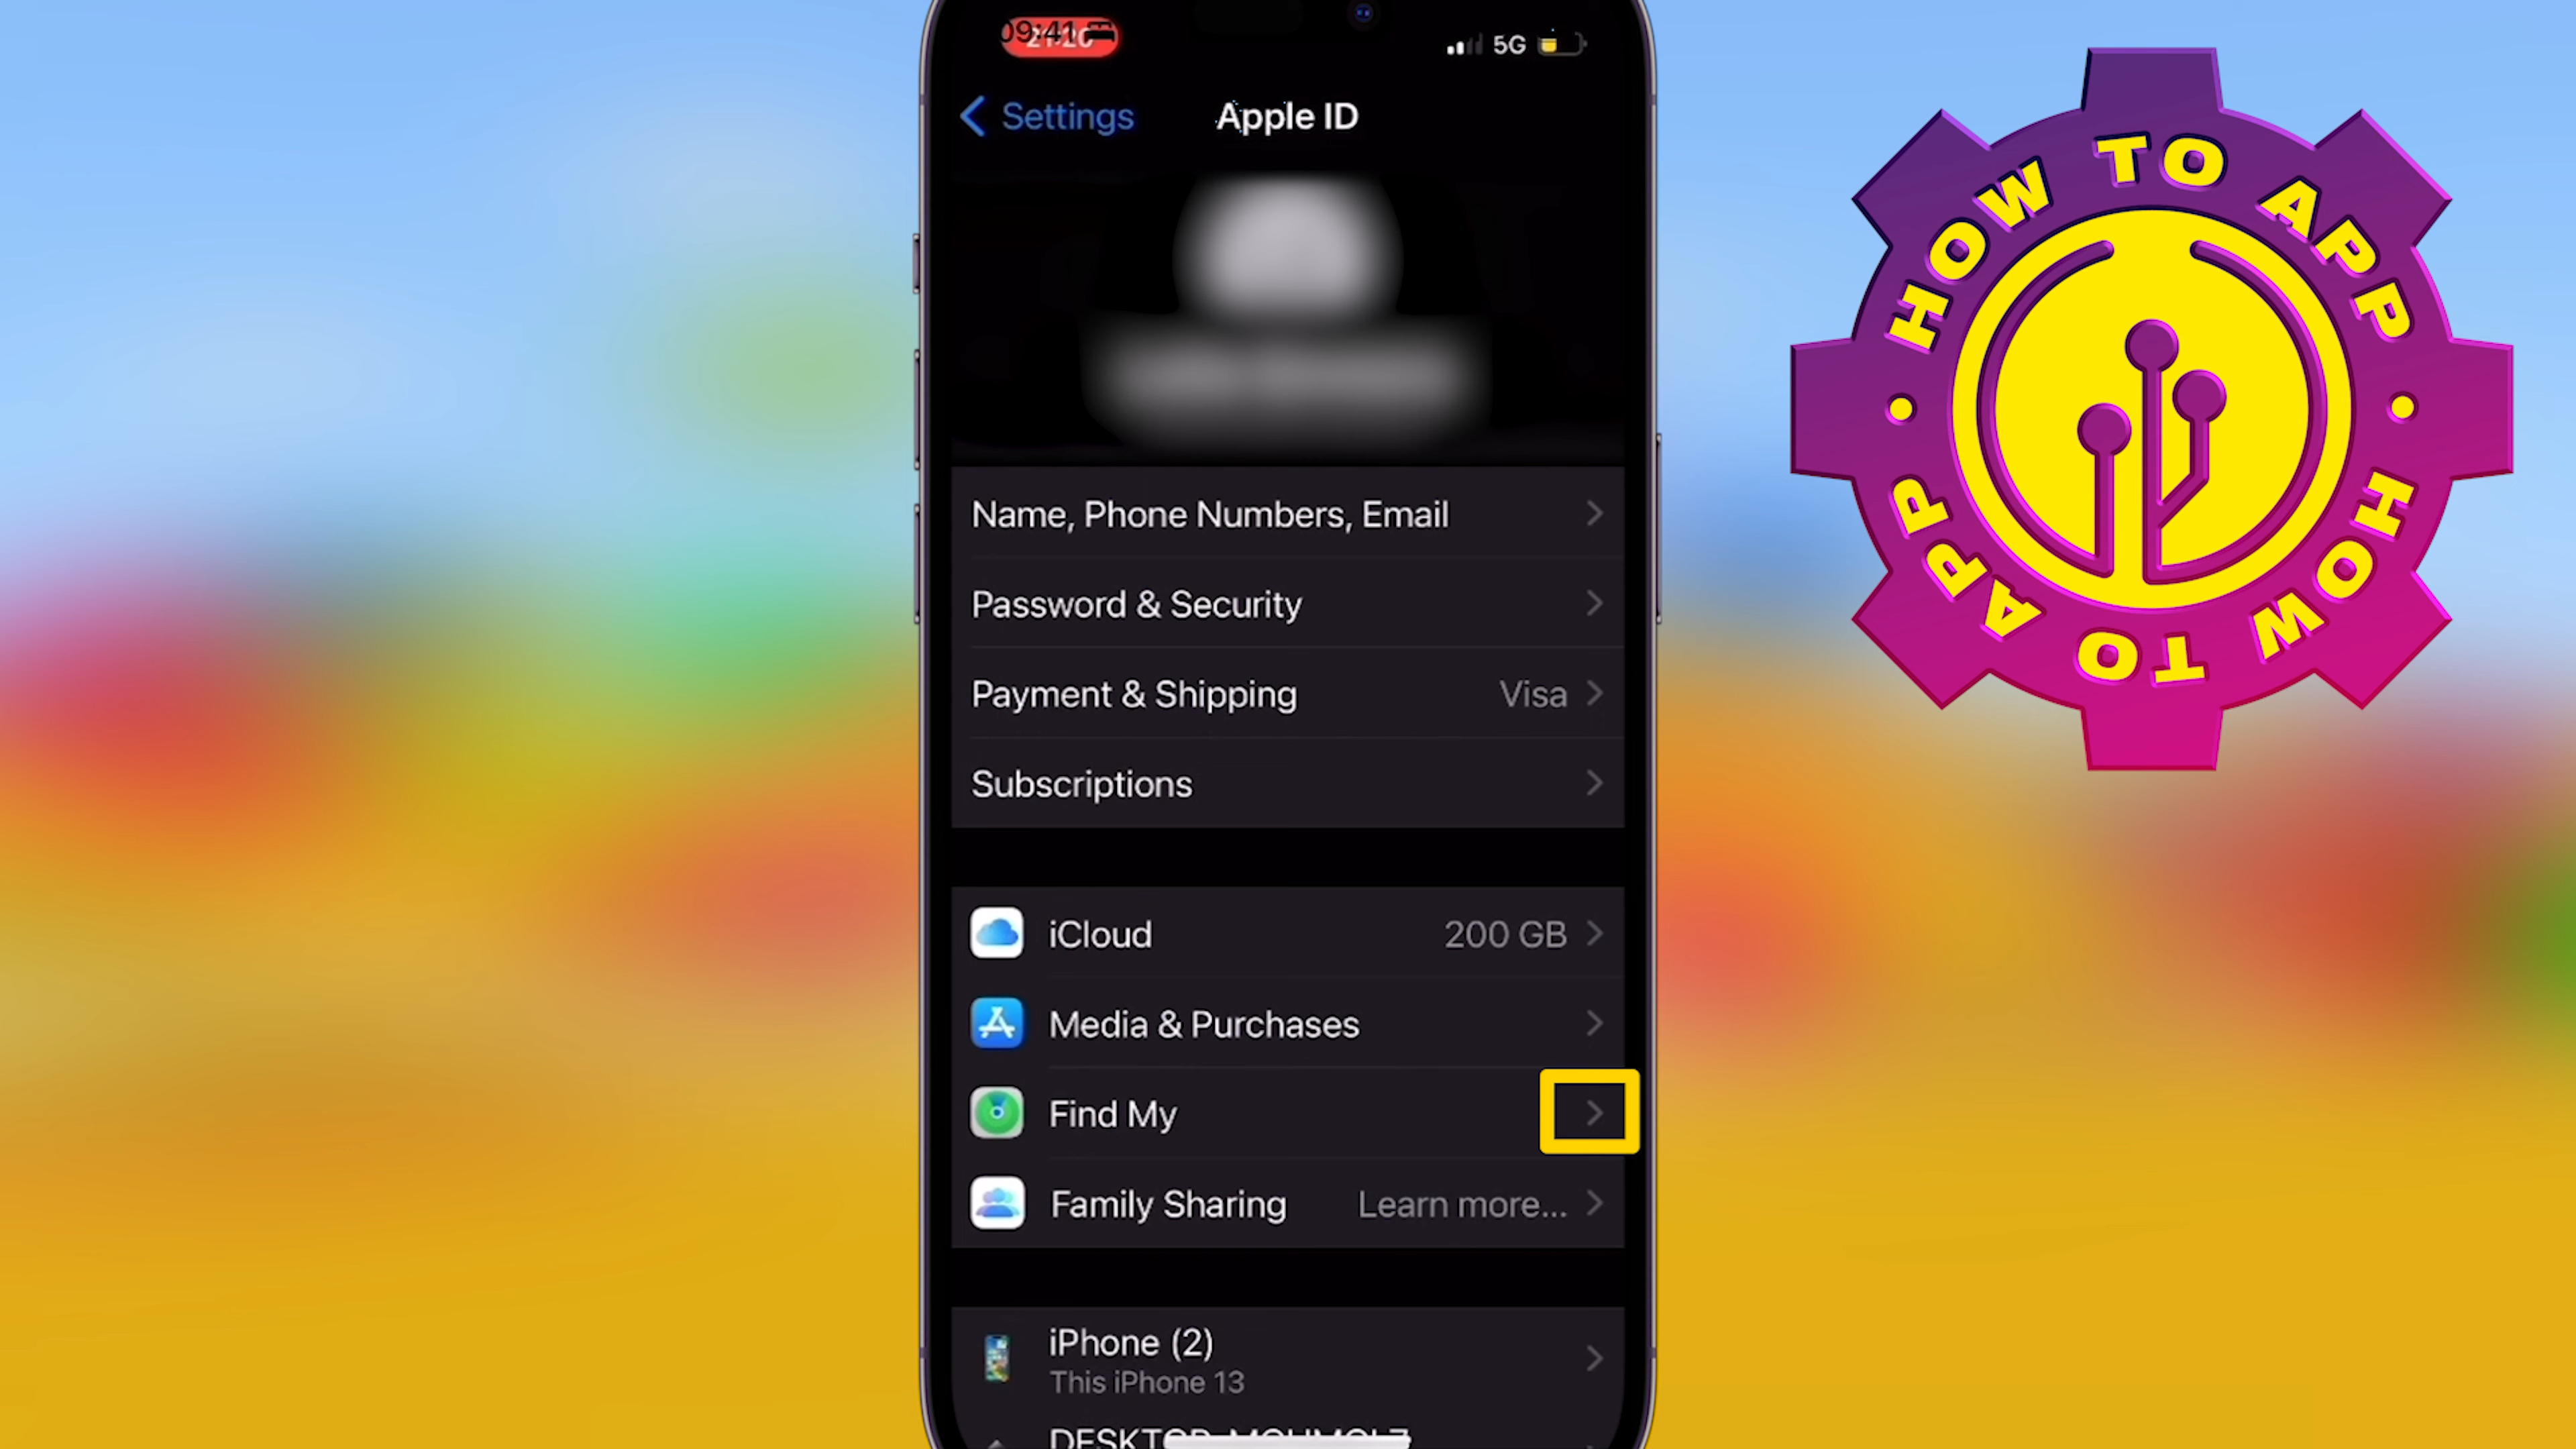 09:41
21:20
5G
Settings
Apple ID
Name, Phone Numbers, Email
Password & Security
Payment & Shipping Visa
Subscriptions
iCloud 200 GB
Media & Purchases
Find My
Family Sharing Learn more...
iPhone (2)
This iPhone 13
HOW TO APP
HOW TO APP